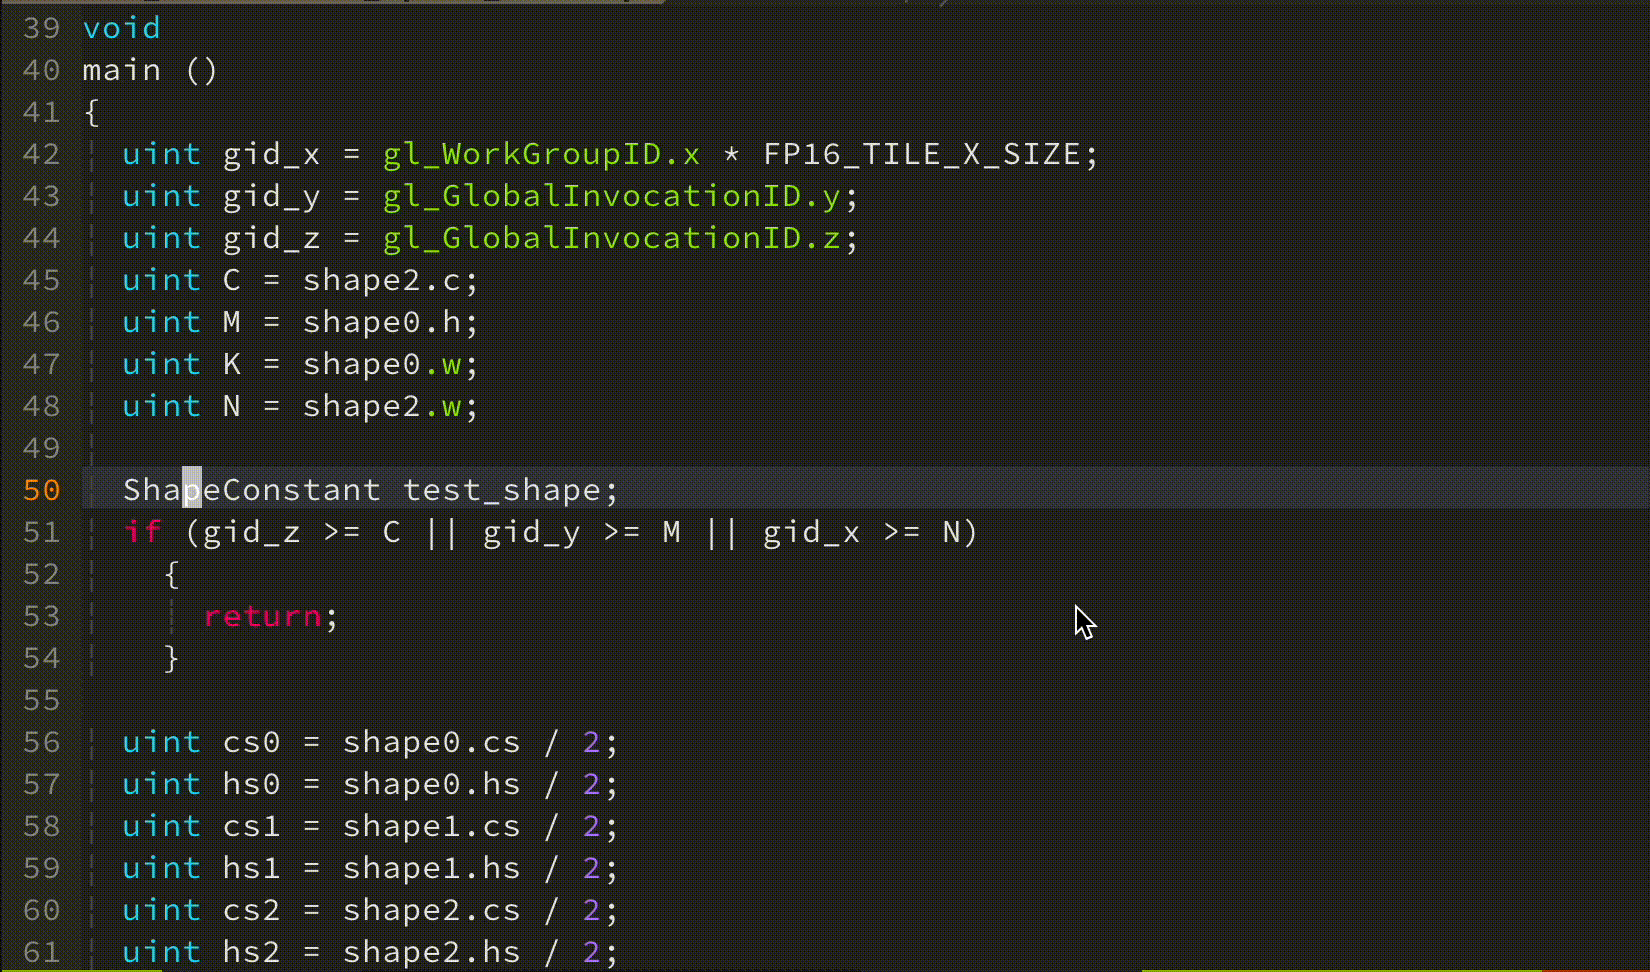 39 void
40 main ()
41 {
42 uint gid_x = gl_WorkGroupID.x * FP16_TILE_X_SIZE;
43 uint gid_y = gl_GlobalInvocationID.y;
44 uint gid_z = gl_GlobalInvocationID.z;
45 uint C = shape2.c;
46 uint M = shape0.h;
47 uint K = shape0.w;
48 uint N = shape2.w;
49
50 ShapeConstant test_shape;
51 if (gid_z >= C || gid_y >= M || gid_x >= N)
52 {
53 return;
54 }
55
56 uint cs0 = shape0.cs / 2;
57 uint hs0 = shape0.hs / 2;
58 uint cs1 = shape1.cs / 2;
59 uint hs1 = shape1.hs / 2;
60 uint cs2 = shape2.cs / 2;
61 uint hs2 = shape2.hs / 2;